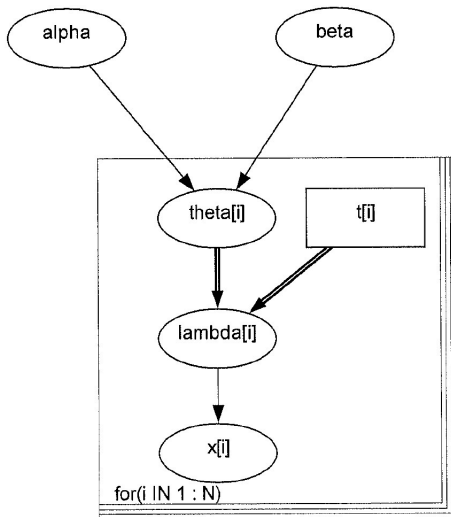 alpha
beta
theta[i]
t[i]
lambda[i]
x[i]
for(i IN 1 : N)